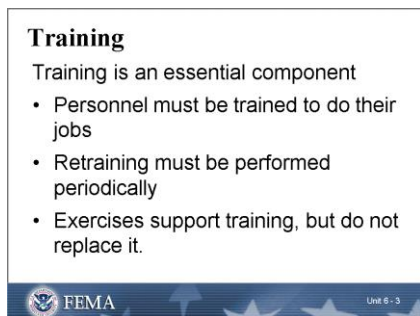 Training
Training is an essential component
• Personnel must be trained to do their
jobs
• Retraining must be performed
periodically
• Exercises support training, but do not
replace it.
FEMA
Unit 6 - 3